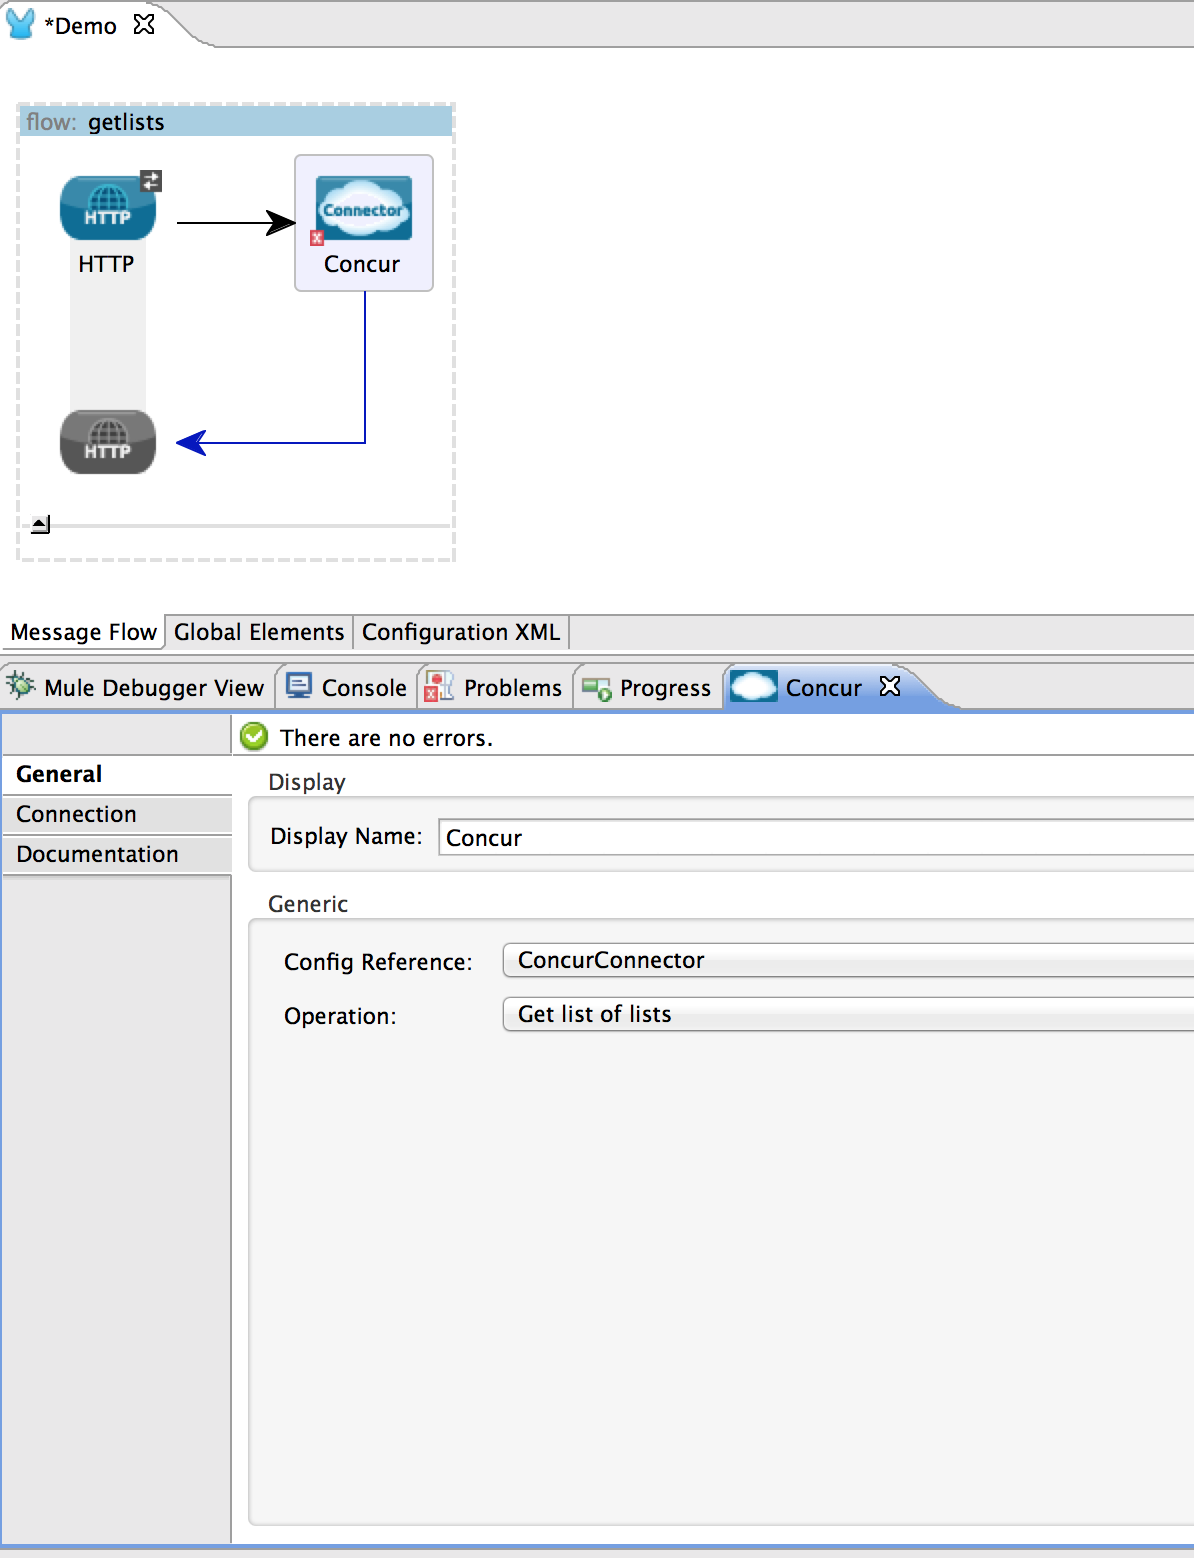 *Demo
flow: getlists
HTTP
Connector
HTTP
Concur
HTTP
Message Flow Global Elements Configuration XML
Mule Debugger View Console Problems Progress Concur
There are no errors.
General
Display
Connection
Display Name: Concur
Documentation
Generic
Config Reference: ConcurConnector
Operation: Get list of lists